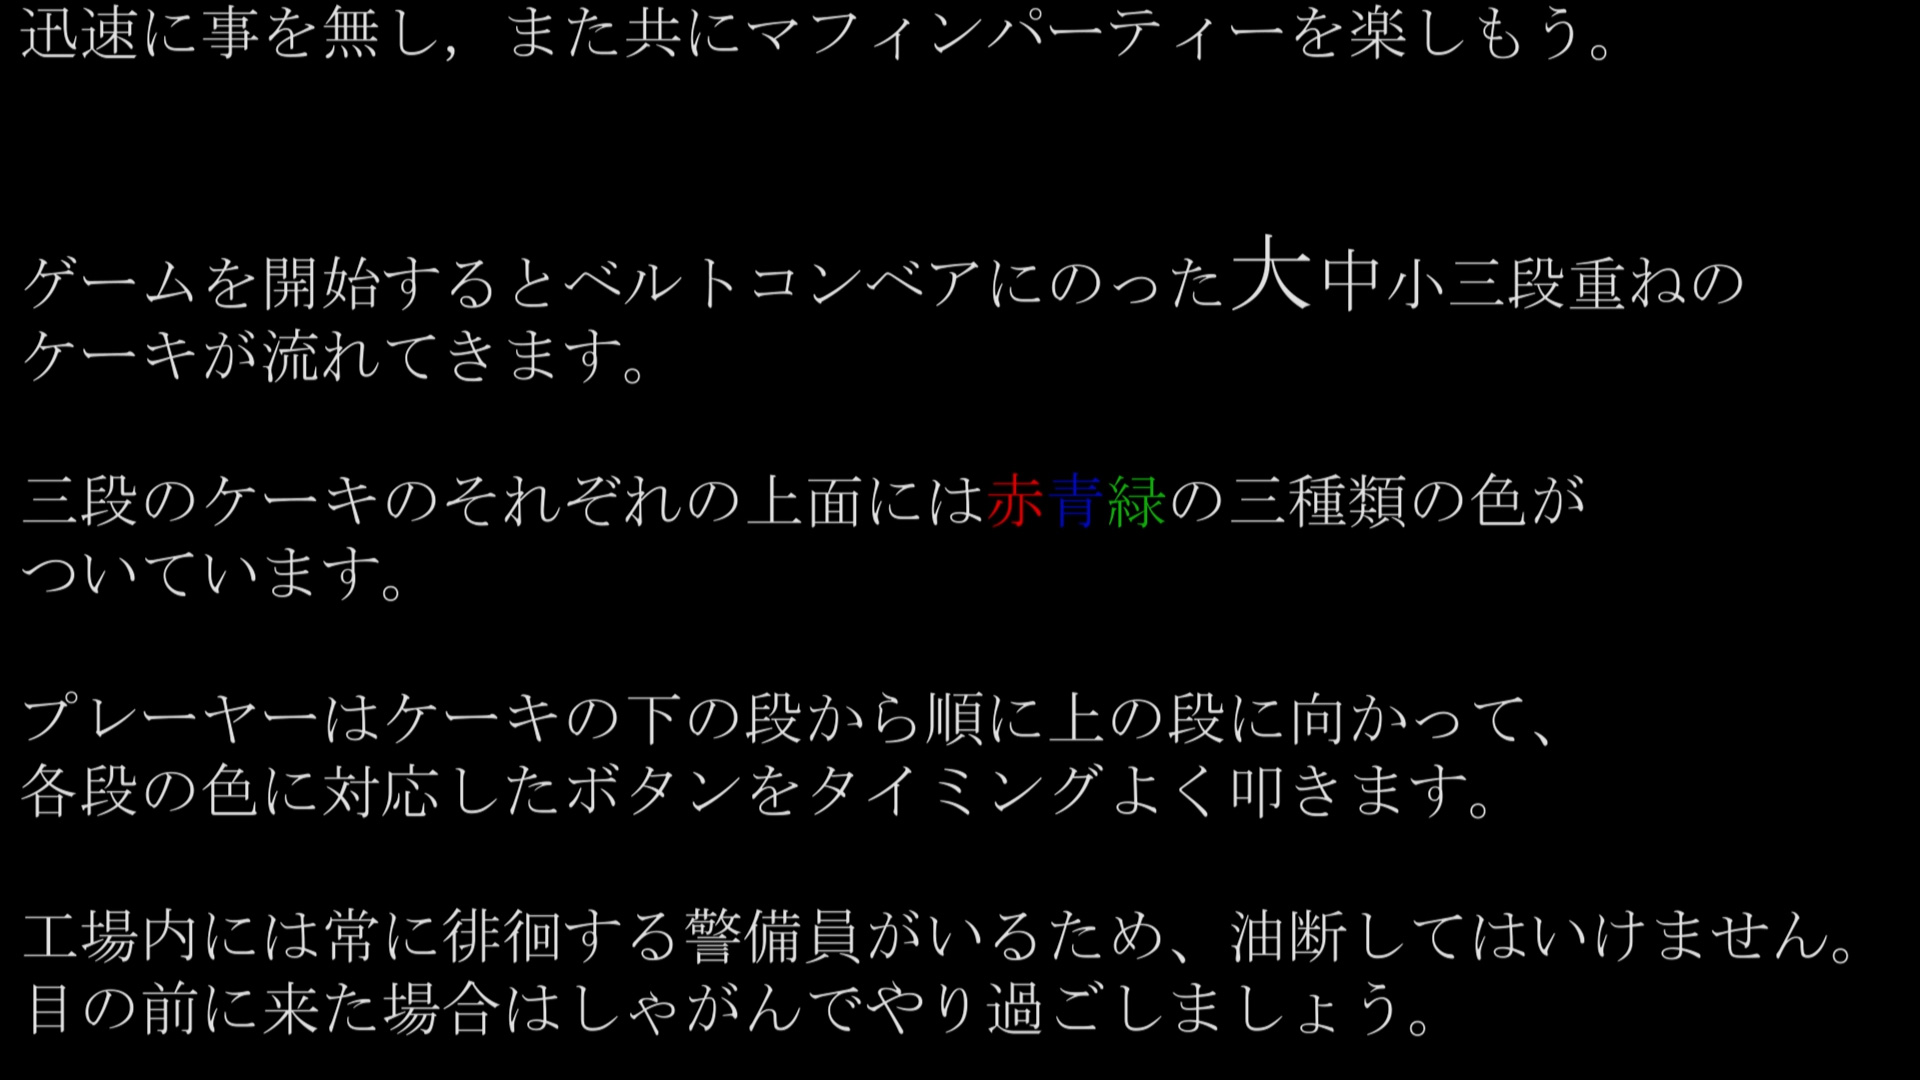 迅速に事を無し，また共にマフィンパーティーを楽しもう。
ゲームを開始するとベルトコンベアにのった大中小三段重ねの
ケーキが流れてきます。
三段のケーキのそれぞれの上面には赤青緑の三種類の色が
ついています。
プレーヤーはケーキの下の段から順に上の段に向かって、
各段の色に対応したボタンをタイミングよく叩きます。
工場内には常に徘徊する警備員がいるため、油断してはいけません。
目の前に来た場合はしゃがんでやり過ごしましょう。